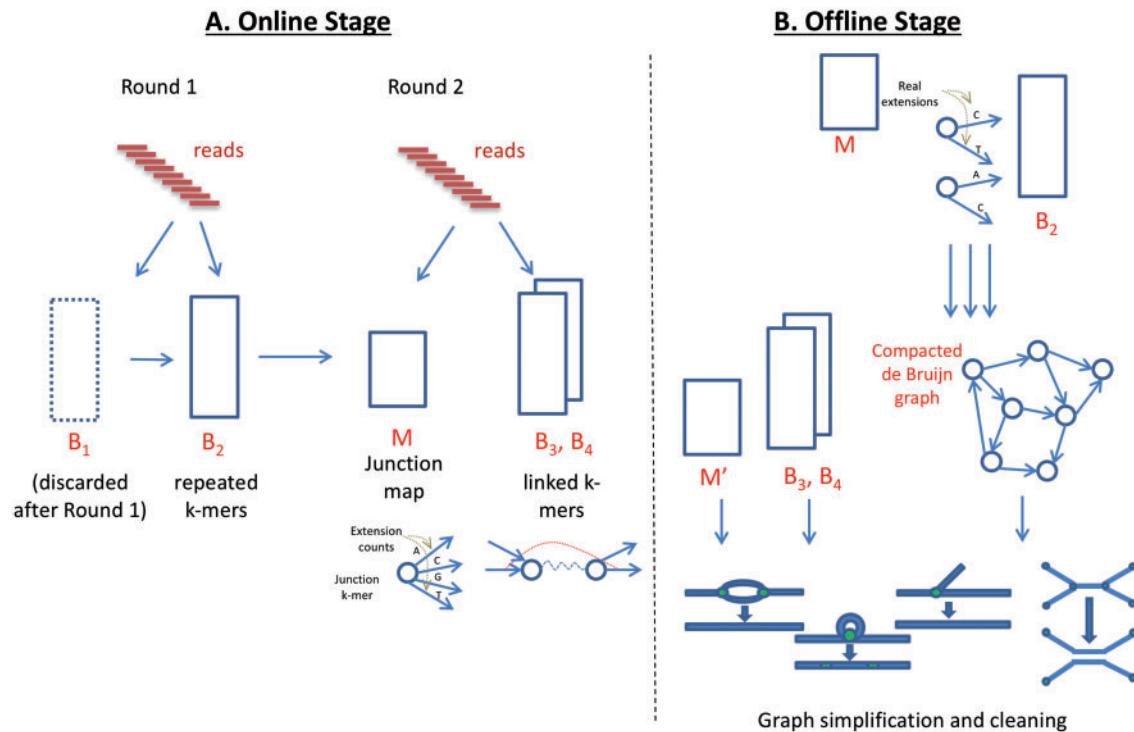 A. Online Stage
Round 1
Round 2
reads
reads
B₁
(discarded
after Round 1)
B₂
repeated
k-mers
M
Junction
map
B₃, B₄
linked k-
mers
Extension
counts
Junction
k-mer
A
C
G
T
B. Offline Stage
M
Real
extensions
C
T
A
C
B₂
Compacted
de Bruijn
graph
M'
B₃, B₄
Graph simplification and cleaning